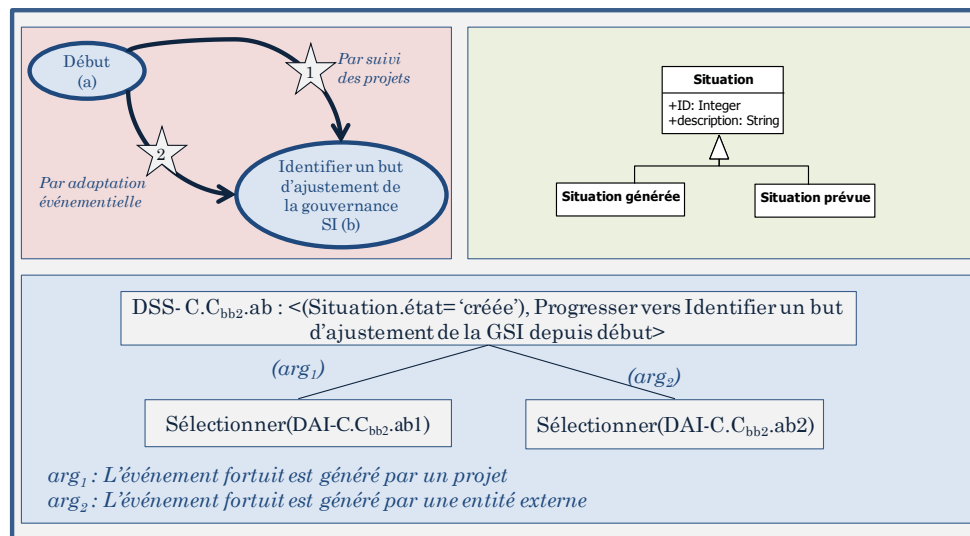 Début
(a)
1
Par suivi
des projets
2
Par adaptation
événementielle
Identifier un but
d'ajustement de
la gouvernance
SI (b)
Situation
+ID: Integer
+description: String
Situation générée
Situation prévue
DSS- C.Cbb2.ab : <(Situation.état= 'créée'), Progresser vers Identifier un but
d'ajustement de la GSI depuis début>
(arg1)
(arg2)
Sélectionner(DAI-C.Cbb2.ab1)
Sélectionner(DAI-C.Cbb2.ab2)
arg1 : L'événement fortuit est généré par un projet
arg2 : L'événement fortuit est généré par une entité externe